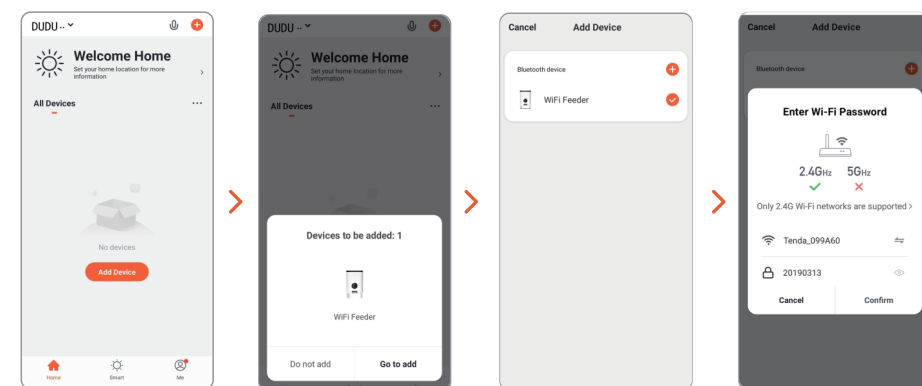 DUDU ..
Welcome Home
Set your home location for more
information
All Devices
...
No devices
Add Device
Home
Smart
Me
DUDU ..
Welcome Home
Set your home location for more
information
All Devices
...
Devices to be added: 1
WiFi Feeder
Do not add
Go to add
Cancel
Add Device
Bluetooth device
WiFi Feeder
Cancel
Add Device
Bluetooth device
Enter Wi-Fi Password
2.4GHz 5GHz
Only 2.4G Wi-Fi networks are supported >
Tenda_099A60
20190313
Cancel
Confirm